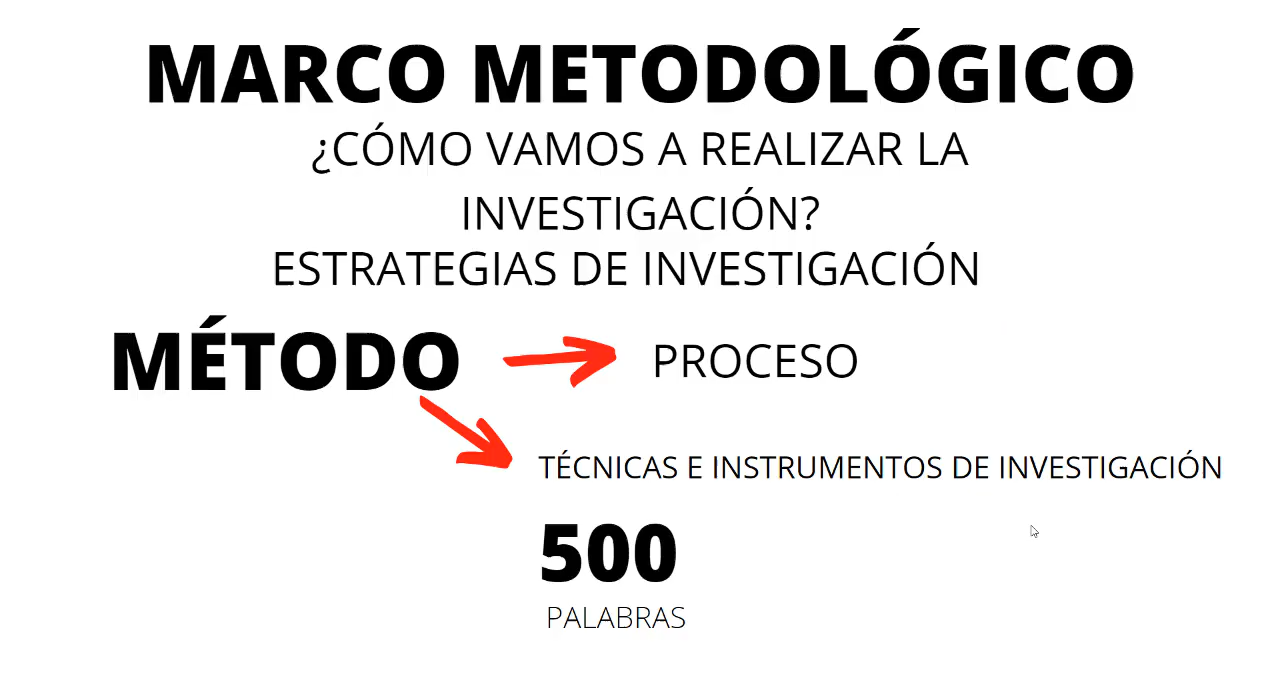 MARCO METODOLÓGICO
¿CÓMO VAMOS A REALIZAR LA
INVESTIGACIÓN?
ESTRATEGIAS DE INVESTIGACIÓN
MÉTODO
PROCESO
TÉCNICAS E INSTRUMENTOS DE INVESTIGACIÓN
500
PALABRAS